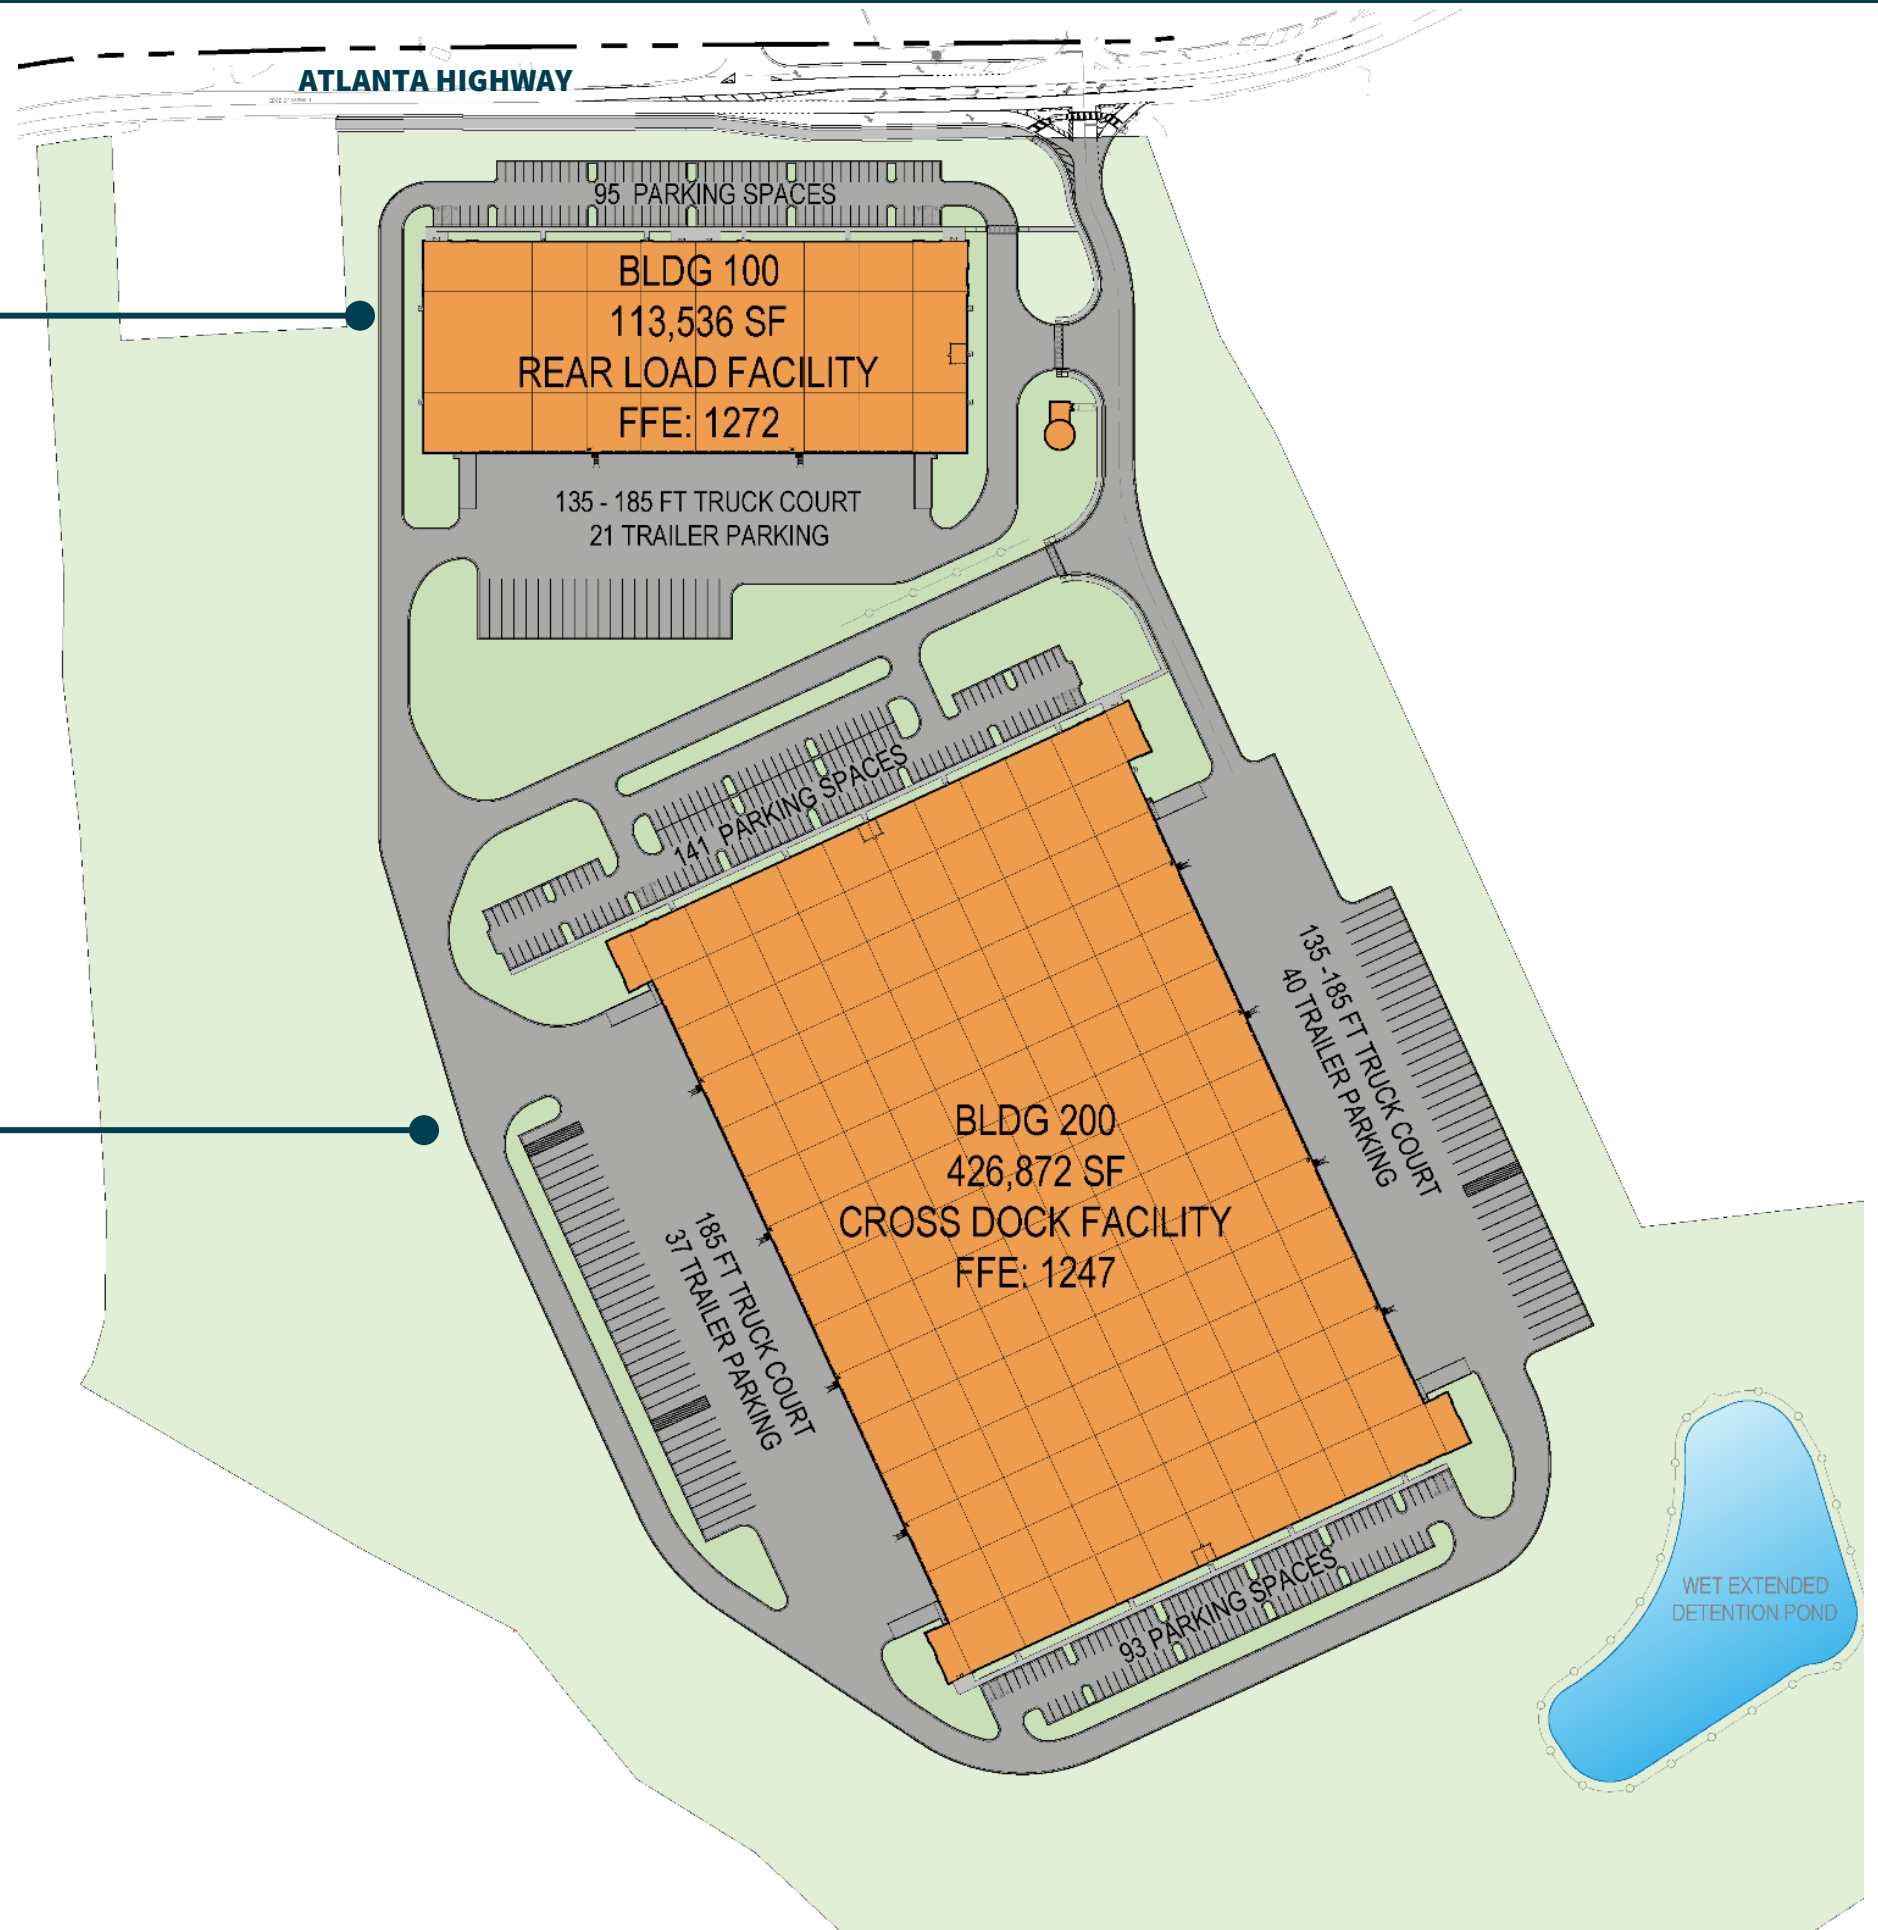 ATLANTA HIGHWAY
95 PARKING SPACES
BLDG 100
113,536 SF
REAR LOAD FACILITY
FFE: 1272
135 - 185 FT TRUCK COURT
21 TRAILER PARKING
141 PARKING SPACES
135 -185 FT TRUCK COURT
40 TRAILER PARKING
BLDG 200
426,872 SF
CROSS DOCK FACILITY
FFE: 1247
185 FT TRUCK COURT
37 TRAILER PARKING
93 PARKING SPACES
WET EXTENDED
DETENTION POND